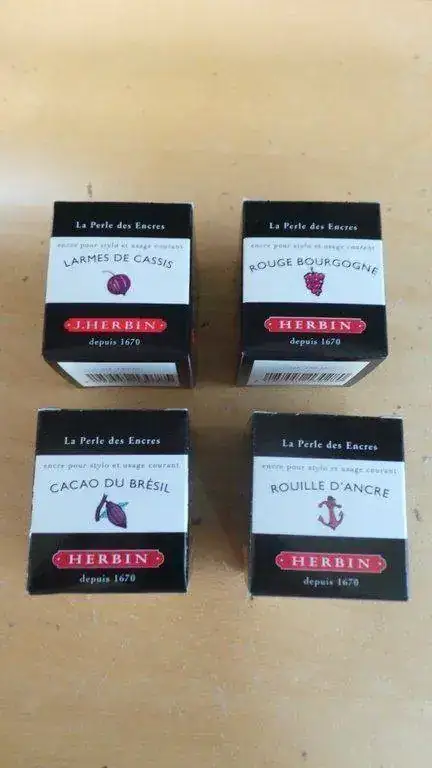 La Perle des Encres
encre pour stylo et usage courant
LARMES DE CASSIS
J.HERBIN
depuis 1670
La Perle des Encres
encre pour stylo et usage courant
ROUGE BOURGOGNE
HERBIN
depuis 1670
La Perle des Encres
encre pour stylo et usage courant
CACAO DU BRÉSIL
HERBIN
depuis 1670
La Perle des Encres
encre pour stylo et usage courant
ROUILLE D'ANCRE
HERBIN
depuis 1670